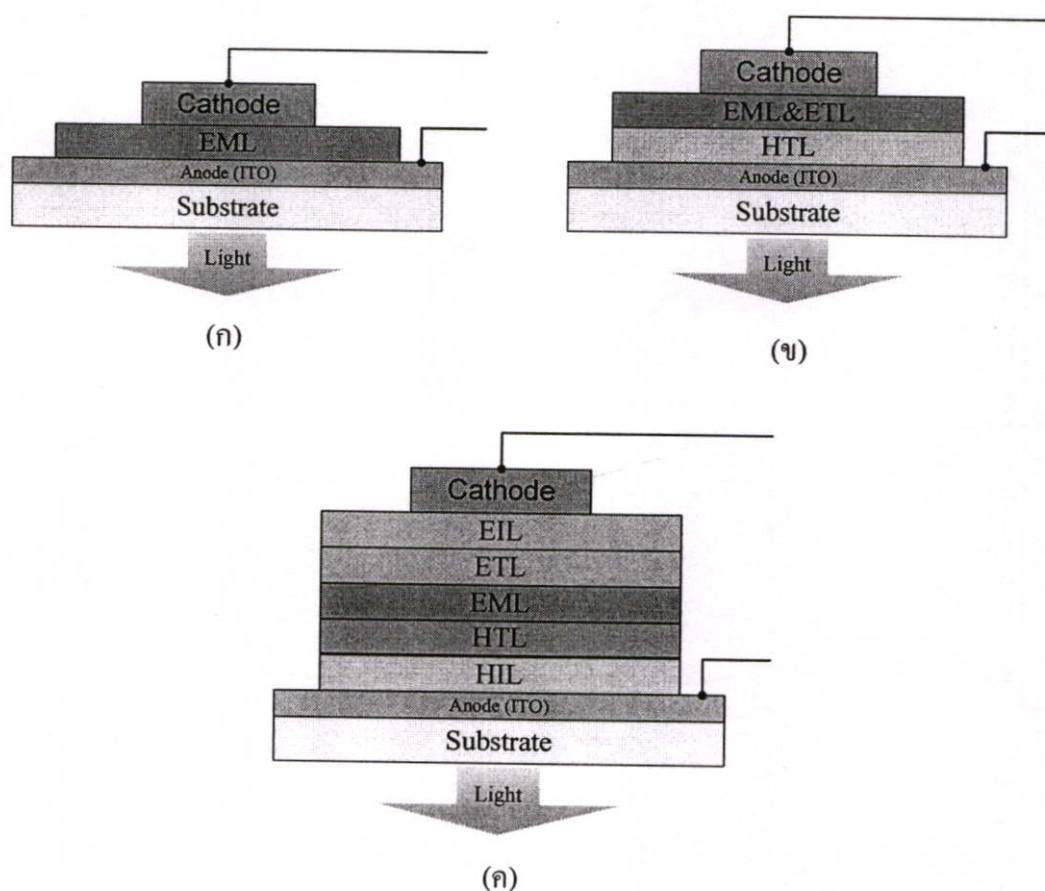 Cathode
EML
Anode (ITO)
Substrate
Light
(ก)
Cathode
EML&ETL
HTL
Anode (ITO)
Substrate
Light
(ข)
Cathode
EIL
ETL
EML
HTL
HIL
Anode (ITO)
Substrate
Light
(ค)